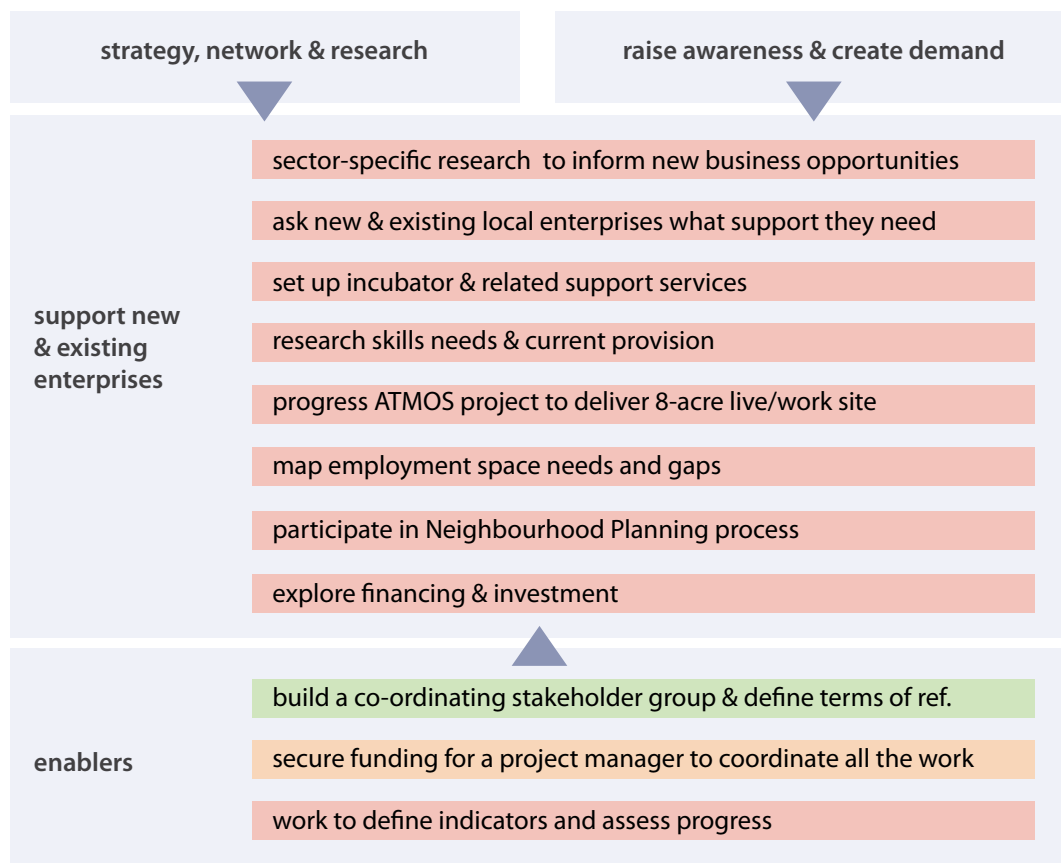 strategy, network & research
raise awareness & create demand
support new
& existing
enterprises
sector-specific research  to inform new business opportunities
ask new & existing local enterprises what support they need
set up incubator & related support services
research skills needs & current provision
progress ATMOS project to deliver 8-acre live/work site
map employment space needs and gaps
participate in Neighbourhood Planning process
explore financing & investment
enablers
build a co-ordinating stakeholder group & define terms of ref.
secure funding for a project manager to coordinate all the work
work to define indicators and assess progress